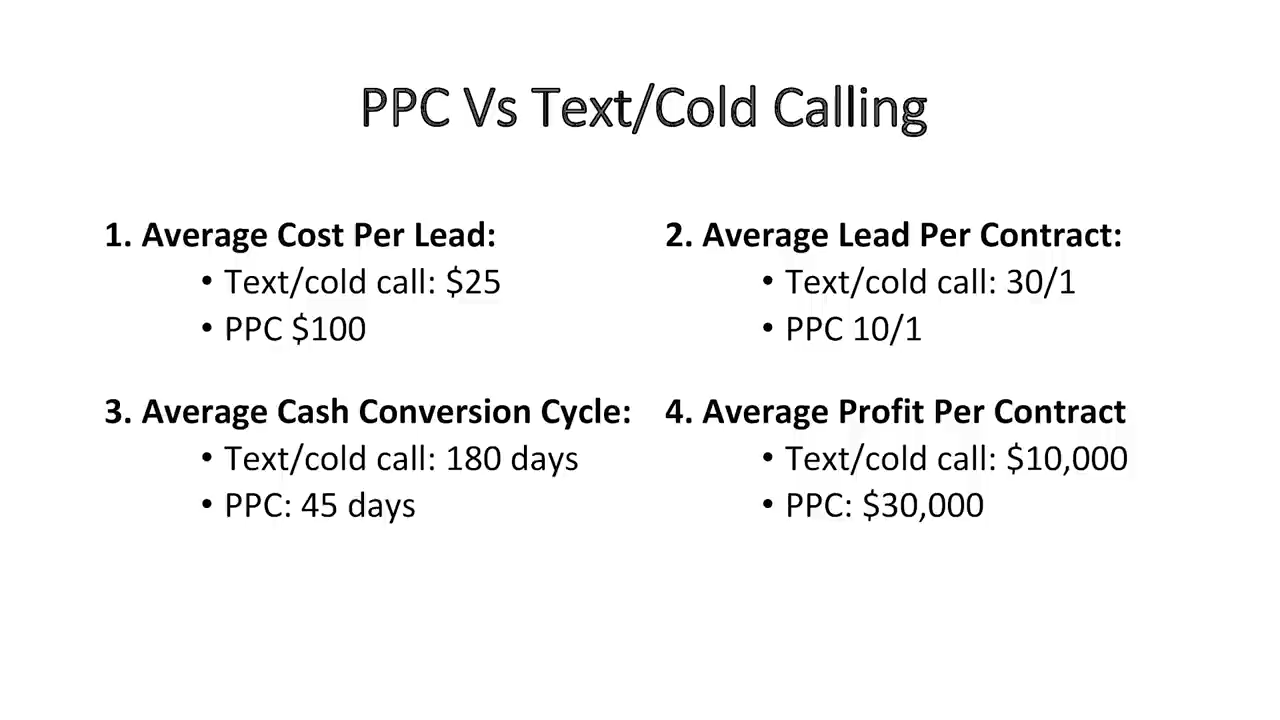 PPC Vs Text/Cold Calling
1. Average Cost Per Lead:
• Text/cold call: $25
• PPC $100
2. Average Lead Per Contract:
• Text/cold call: 30/1
• PPC 10/1
3. Average Cash Conversion Cycle:
• Text/cold call: 180 days
• PPC: 45 days
4. Average Profit Per Contract
• Text/cold call: $10,000
• PPC: $30,000